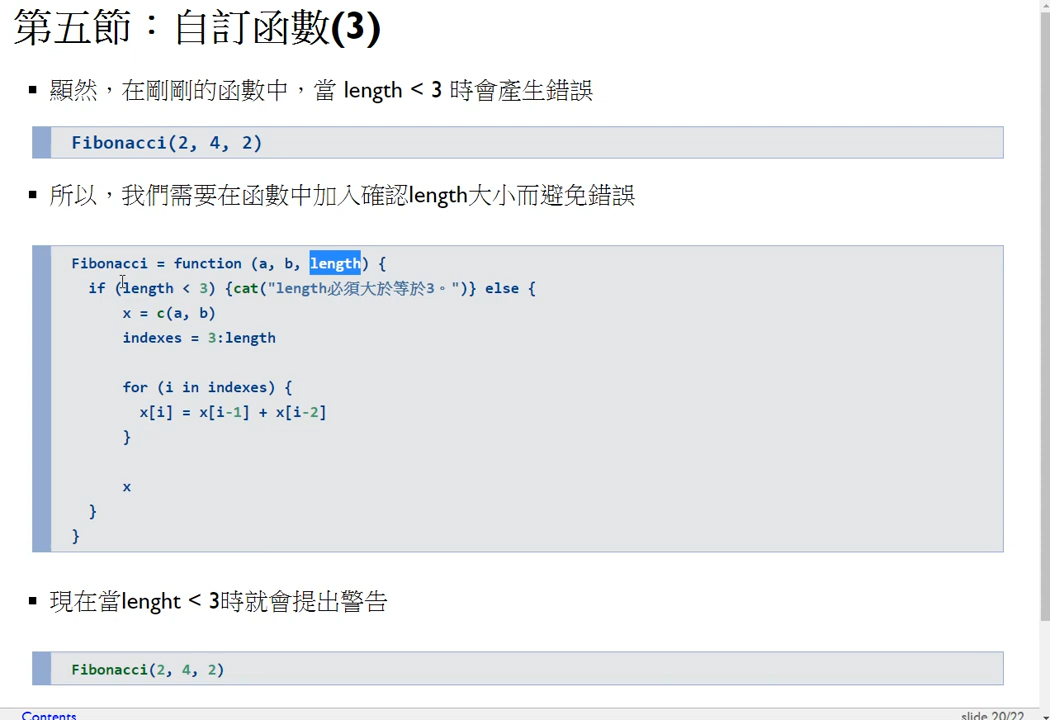 第五節：自訂函數(3)
▪ 顯然，在剛剛的函數中，當 length < 3 時會產生錯誤
Fibonacci(2, 4, 2)
▪ 所以，我們需要在函數中加入確認length大小而避免錯誤
Fibonacci = function (a, b, length) {
if (length < 3) {cat("length必須大於等於3。")} else {
x = c(a, b)
indexes = 3:length
for (i in indexes) {
x[i] = x[i-1] + x[i-2]
}
x
}
}
▪ 現在當lenght < 3時就會提出警告
Fibonacci(2, 4, 2)
Contents
slide 20/22